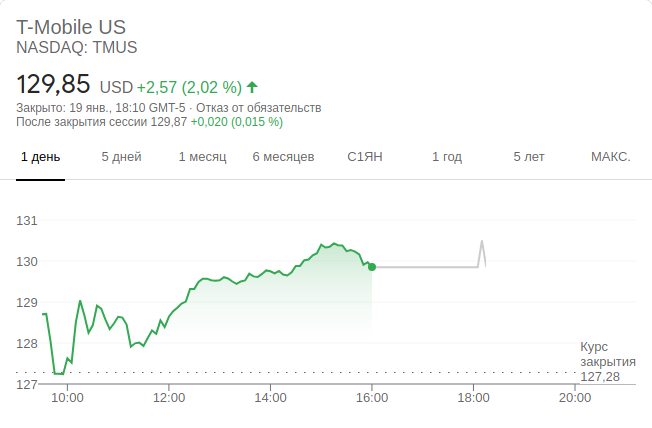 T-Mobile US
NASDAQ: TMUS
129,85 USD +2,57 (2,02 %)
Закрыто: 19 янв., 18:10 GMT-5 · Отказ от обязательств
После закрытия сессии 129,87 +0,020 (0,015 %)
1 день 5 дней 1 месяц 6 месяцев С1ЯН 1 год 5 лет МАКС.
131
130
129
128
Курс
закрытия
127,28
127
10:00 12:00 14:00 16:00 18:00 20:00